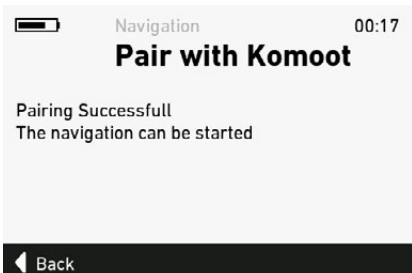 Navigation
00:17
Pair with Komoot
Pairing Successfull
The navigation can be started
Back